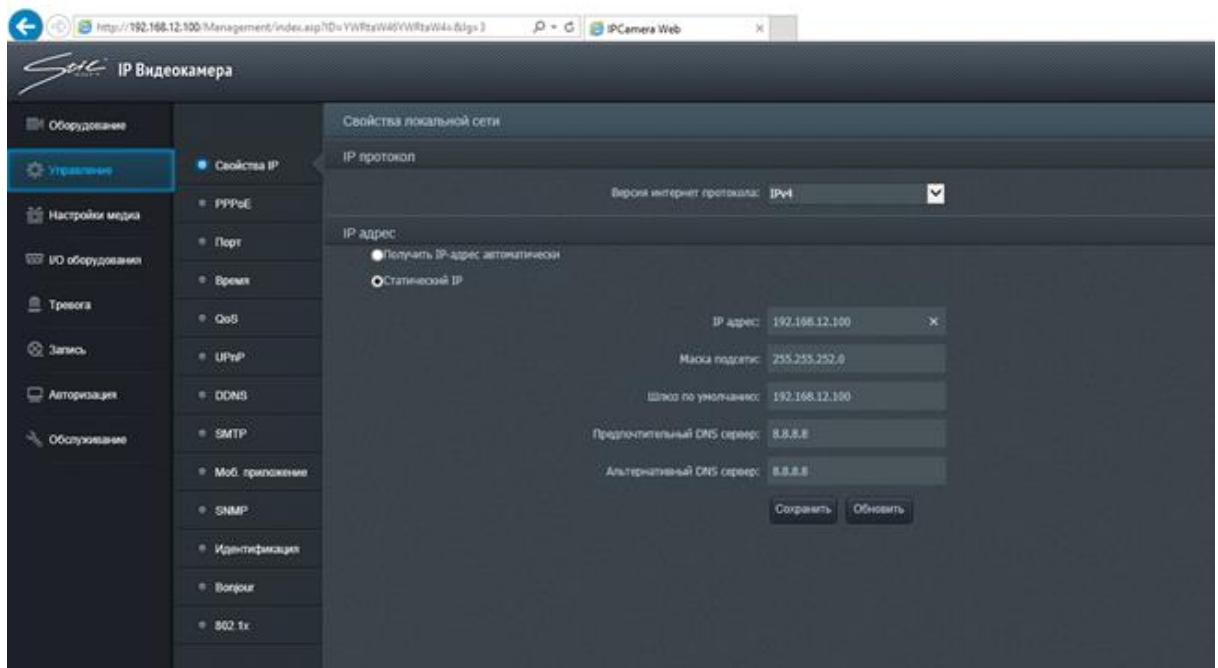 http://192.168.12.100/Management/index.asp?ID=YWRtaW46YWRtaW4=&lg=3
IPCamera Web
IP Видеокамера
Оборудование
Управление
Настройки медиа
I/O оборудования
Тревога
Запись
Авторизация
Обслуживание
Свойства IP
PPPoE
Порт
Время
QoS
UPnP
DDNS
SMTP
Моб. приложение
SNMP
Идентификация
Bonjour
802.1x
Свойства локальной сети
IP протокол
Версия интернет протокола: IPv4
IP адрес
Получить IP-адрес автоматически
Статический IP
IP адрес: 192.168.12.100
Маска подсети: 255.255.252.0
Шлюз по умолчанию: 192.168.12.100
Предпочтительный DNS сервер: 8.8.8.8
Альтернативный DNS сервер: 8.8.8.8
Сохранить Обновить